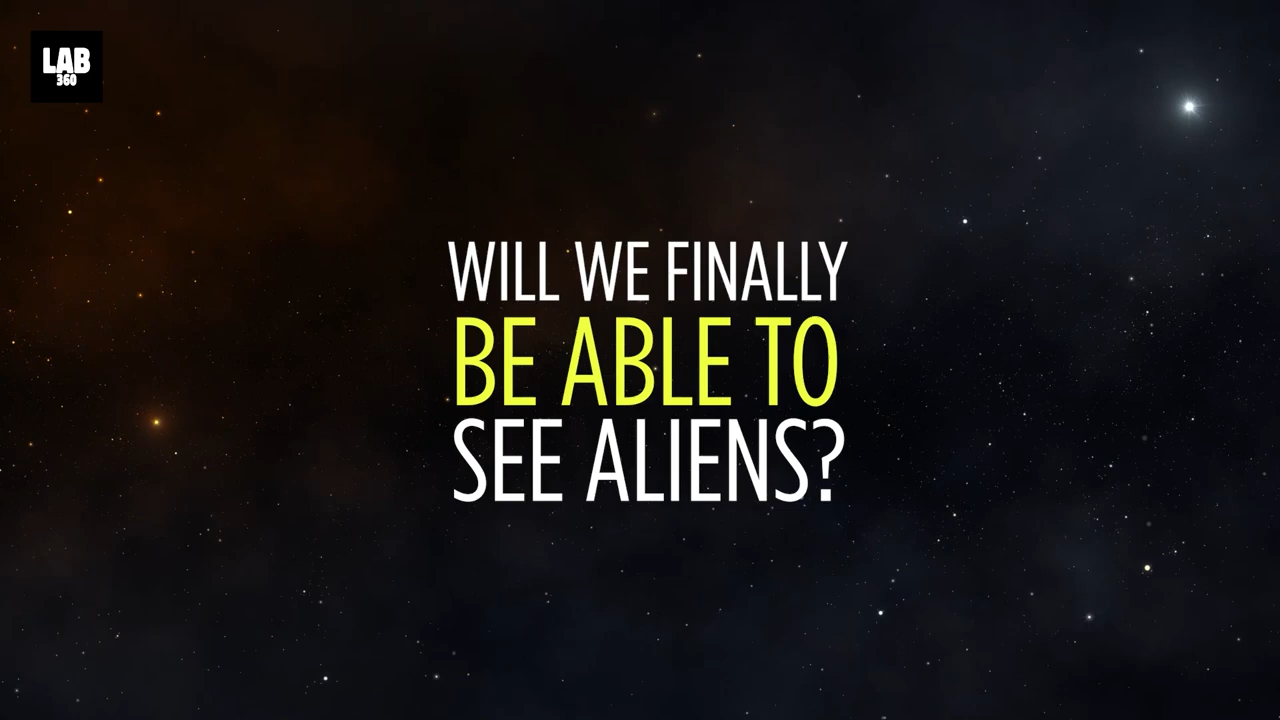 LAB
360
WILL WE FINALLY
BE ABLE TO
SEE ALIENS?